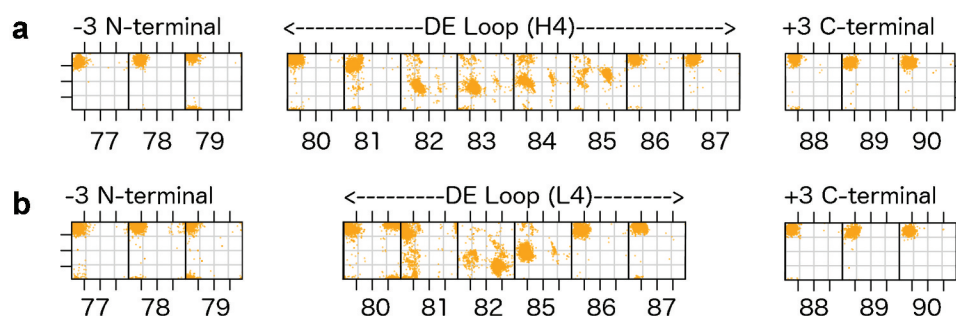 a
-3 N-terminal
<---------DE Loop (H4)--------->
+3 C-terminal
77 78 79
80 81 82 83 84 85 86 87
88 89 90
b
-3 N-terminal
<---------DE Loop (L4)-------->
+3 C-terminal
77 78 79
80 81 82 85 86 87
88 89 90